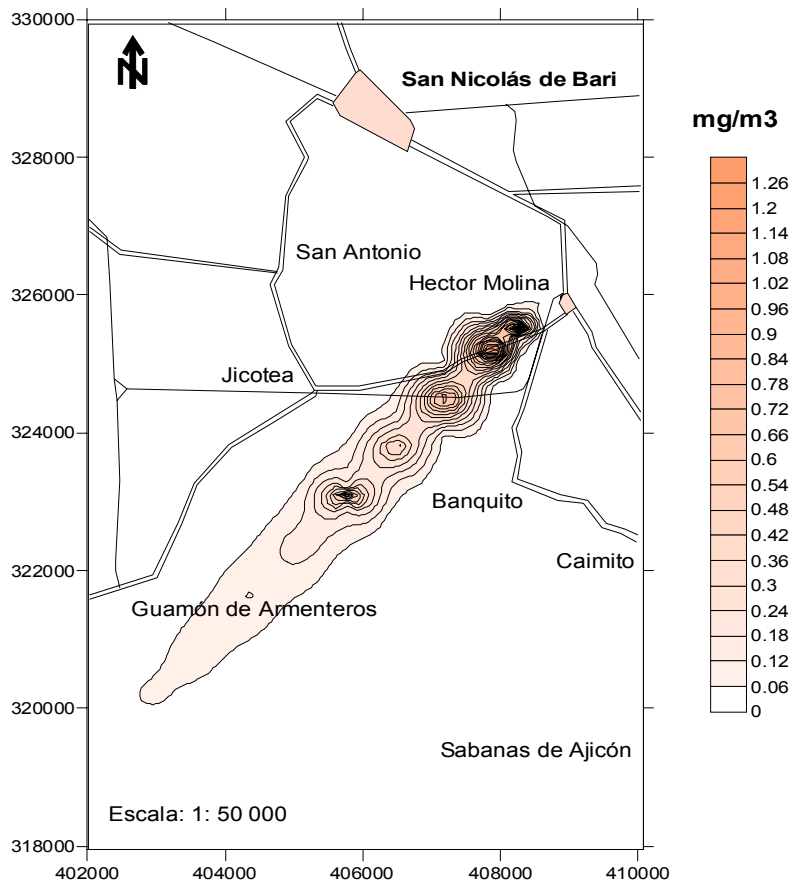 330000
328000
326000
324000
322000
320000
318000
402000 404000 406000 408000 410000
N
San Nicolás de Bari
San Antonio
Hector Molina
Jicotea
Banquito
Caimito
Guamón de Armenteros
Sabanas de Ajicón
Escala: 1: 50 000
mg/m3
1.26
1.2
1.14
1.08
1.02
0.96
0.9
0.84
0.78
0.72
0.66
0.6
0.54
0.48
0.42
0.36
0.3
0.24
0.18
0.12
0.06
0